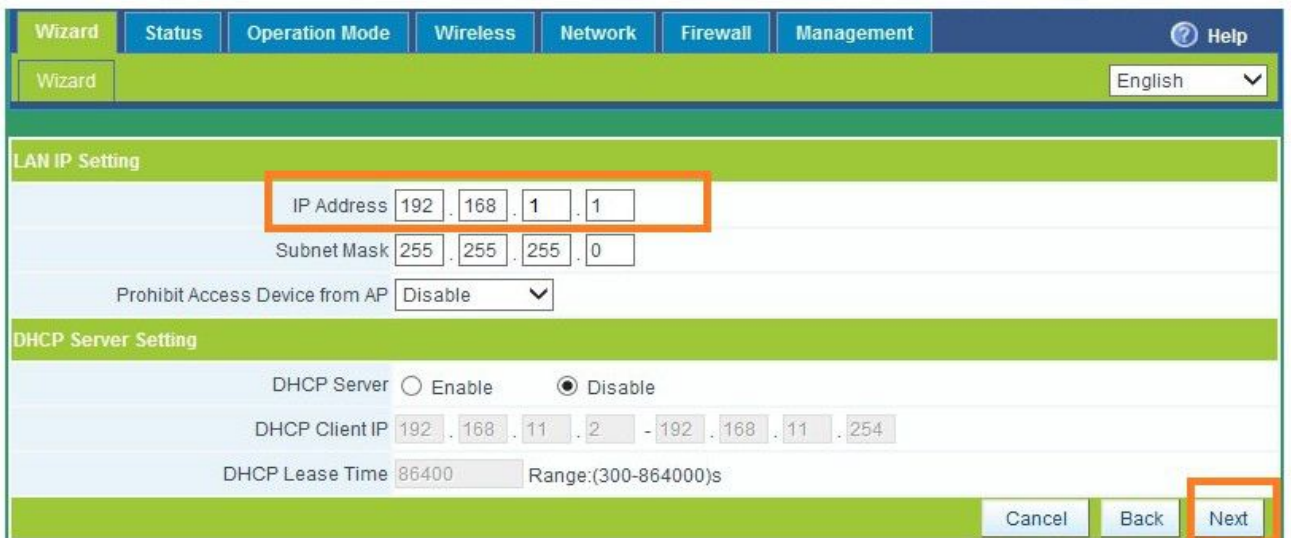 Wizard Status Operation Mode Wireless Network Firewall Management Help
Wizard English
LAN IP Setting
IP Address 192 . 168 . 1 . 1
Subnet Mask 255 . 255 . 255 . 0
Prohibit Access Device from AP Disable
DHCP Server Setting
DHCP Server Enable Disable
DHCP Client IP 192 . 168 . 11 . 2 - 192 . 168 . 11 . 254
DHCP Lease Time 86400 Range:(300-864000)s
Cancel Back Next